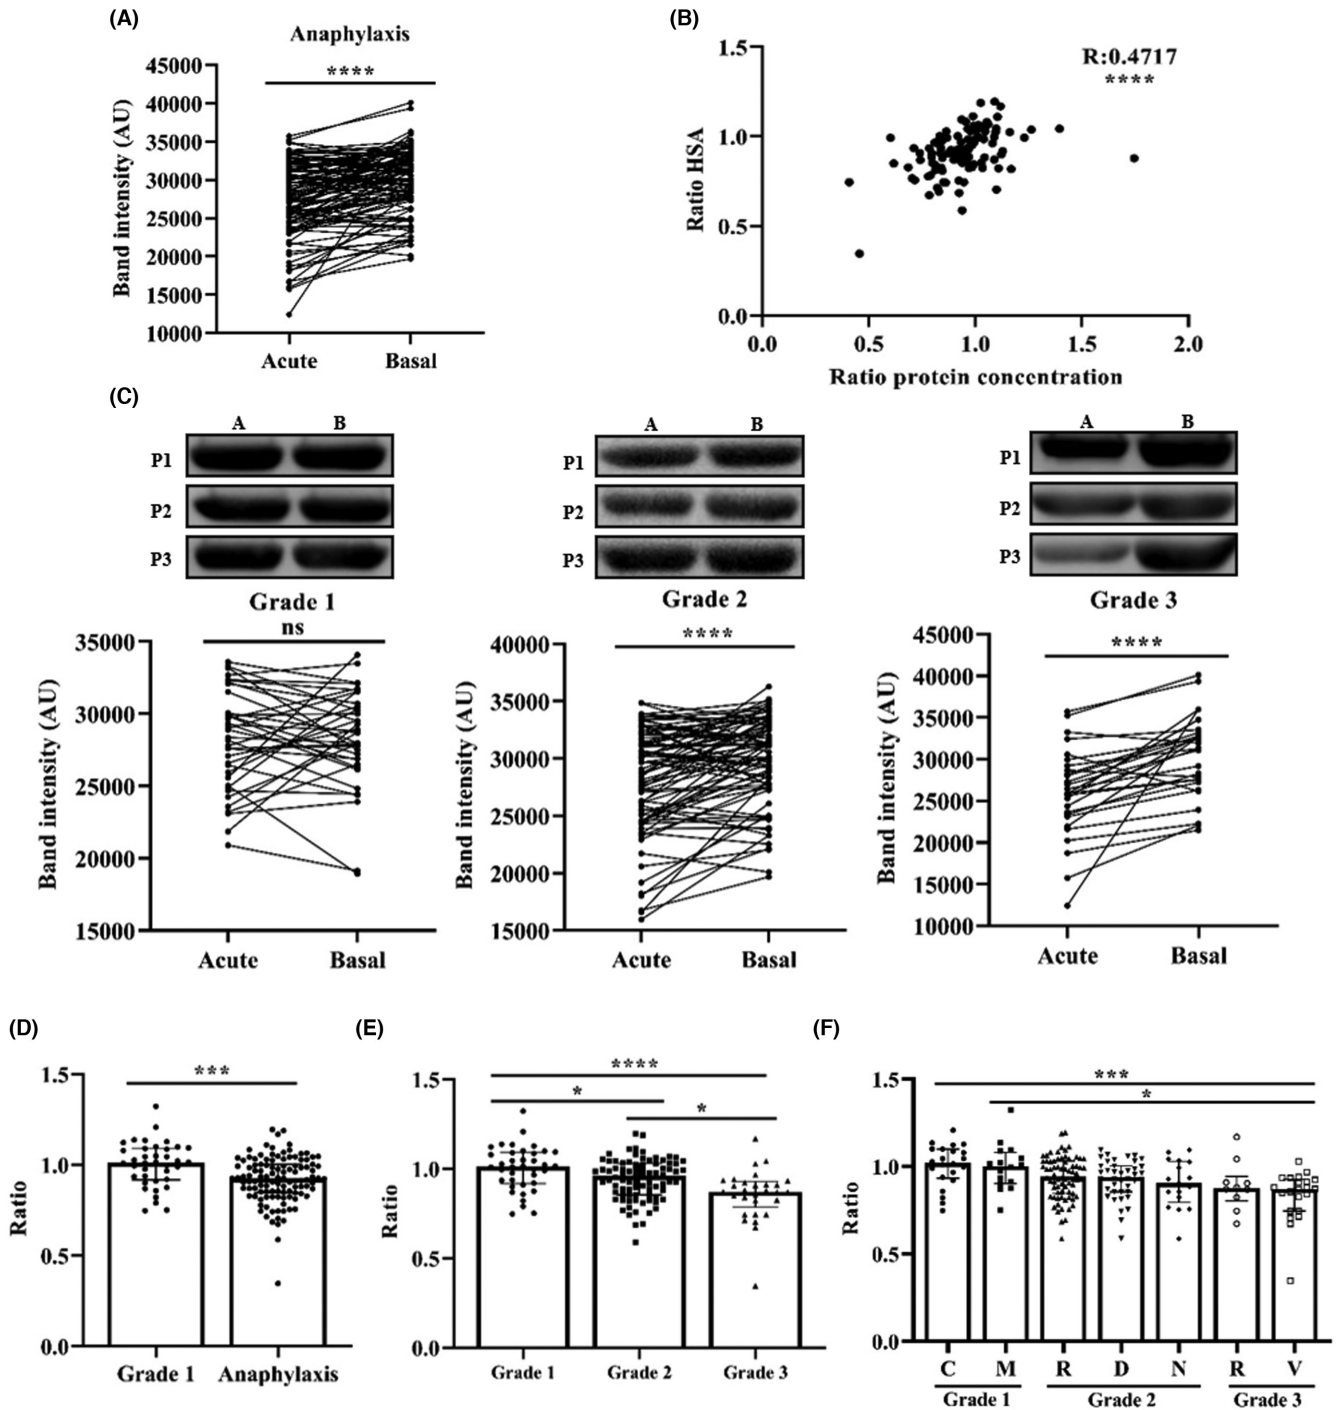 (A)
Anaphylaxis
****
Band intensity (AU)
45000
40000
35000
30000
25000
20000
15000
10000
Acute Basal
(B)
R:0.4717
****
Ratio HSA
1.5
1.0
0.5
0.0
0.0 0.5 1.0 1.5 2.0
Ratio protein concentration
(C)
A B
P1
P2
P3
Grade 1
ns
Band intensity (AU)
35000
30000
25000
20000
15000
Acute Basal
A B
P1
P2
P3
Grade 2
****
Band intensity (AU)
40000
35000
30000
25000
20000
15000
Acute Basal
A B
P1
P2
P3
Grade 3
****
Band intensity (AU)
45000
40000
35000
30000
25000
20000
15000
10000
Acute Basal
(D)
***
Ratio
1.5
1.0
0.5
0.0
Grade 1 Anaphylaxis
(E)
****
*
*
Ratio
1.5
1.0
0.5
0.0
Grade 1 Grade 2 Grade 3
(F)
***
*
Ratio
1.5
1.0
0.5
0.0
C M R D N R V
Grade 1 Grade 2 Grade 3